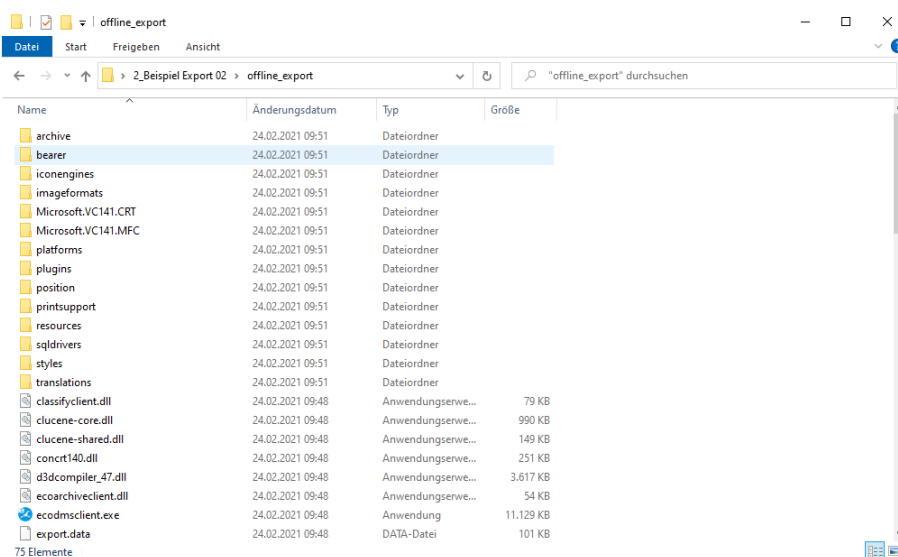 offline_export
Datei Start Freigeben Ansicht
2_Beispiel Export 02 offline_export "offline_export" durchsuchen
Name Änderungsdatum Typ Größe
archive 24.02.2021 09:51 Dateiordner
bearer 24.02.2021 09:51 Dateiordner
iconengines 24.02.2021 09:51 Dateiordner
imageformats 24.02.2021 09:51 Dateiordner
Microsoft.VC141.CRT 24.02.2021 09:51 Dateiordner
Microsoft.VC141.MFC 24.02.2021 09:51 Dateiordner
platforms 24.02.2021 09:51 Dateiordner
plugins 24.02.2021 09:51 Dateiordner
position 24.02.2021 09:51 Dateiordner
printsupport 24.02.2021 09:51 Dateiordner
resources 24.02.2021 09:51 Dateiordner
sqldrivers 24.02.2021 09:51 Dateiordner
styles 24.02.2021 09:51 Dateiordner
translations 24.02.2021 09:51 Dateiordner
classifyclient.dll 24.02.2021 09:48 Anwendungserwe... 79 KB
clucene-core.dll 24.02.2021 09:48 Anwendungserwe... 990 KB
clucene-shared.dll 24.02.2021 09:48 Anwendungserwe... 149 KB
concrt140.dll 24.02.2021 09:48 Anwendungserwe... 251 KB
d3dcompiler_47.dll 24.02.2021 09:48 Anwendungserwe... 3.617 KB
ecoarchiveclient.dll 24.02.2021 09:48 Anwendungserwe... 54 KB
ecodmsclient.exe 24.02.2021 09:48 Anwendung 11.129 KB
export.data 24.02.2021 09:48 DATA-Datei 101 KB
75 Elemente